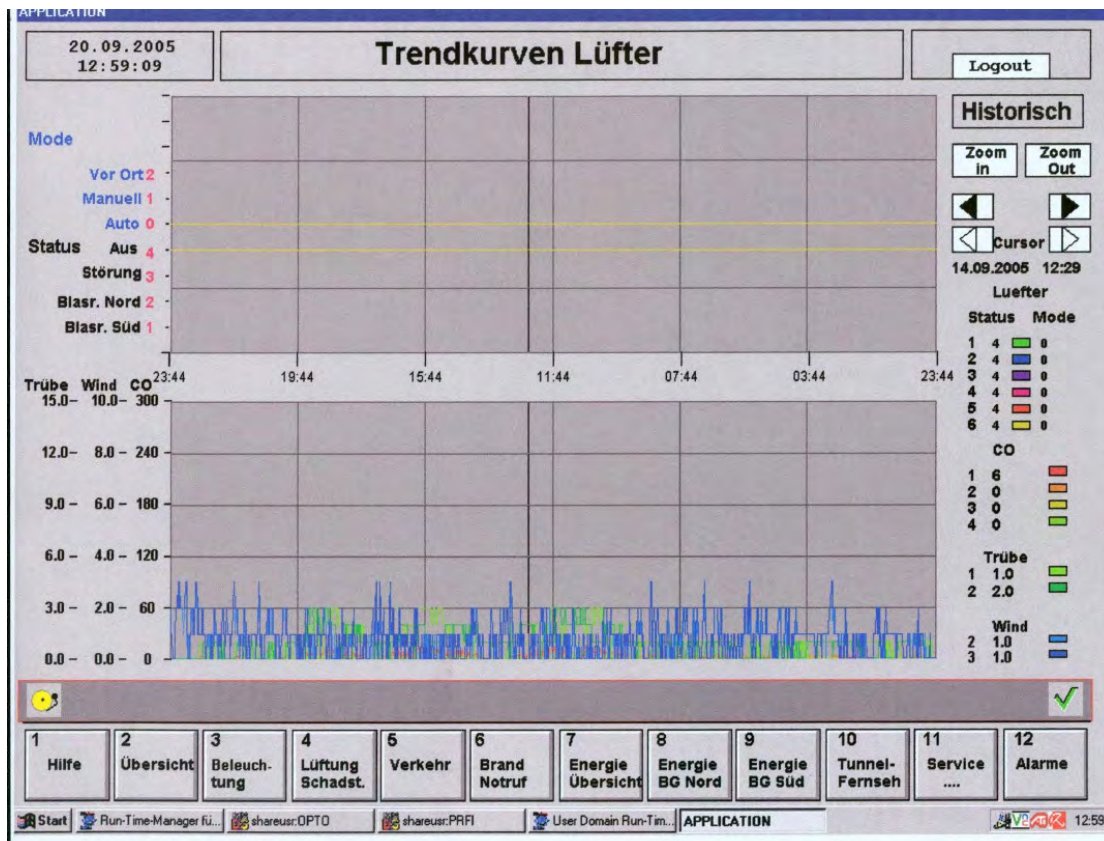 APPLICATION
20.09.2005
12:59:09
Trendkurven Lüfter
Logout
Historisch
Zoom in
Zoom Out
Mode
Vor Ort 2
Manuell 1
Auto 0
Status Aus 4
Störung 3
Blasr. Nord 2
Blasr. Süd 1
23:44 19:44 15:44 11:44 07:44 03:44 23:44
Cursor
14.09.2005 12:29
Luefter
Status Mode
1 4 0
2 4 0
3 4 0
4 4 0
5 4 0
6 4 0
CO
1 6
2 0
3 0
4 0
Trübe
1 1.0
2 2.0
Wind
2 1.0
3 1.0
Trübe Wind CO
15.0 10.0 300
12.0 8.0 240
9.0 6.0 180
6.0 4.0 120
3.0 2.0 60
0.0 0.0 0
1 Hilfe
2 Übersicht
3 Beleuch-
tung
4 Lüftung
Schadst.
5 Verkehr
6 Brand
Notruf
7 Energie
Übersicht
8 Energie
BG Nord
9 Energie
BG Süd
10 Tunnel-
Fernseh
11 Service
....
12 Alarme
Start
Run-Time-Manager fü...
shareusr:OPTO
shareusr:PRFI
User Domain Run-Tim...
APPLICATION
12:59